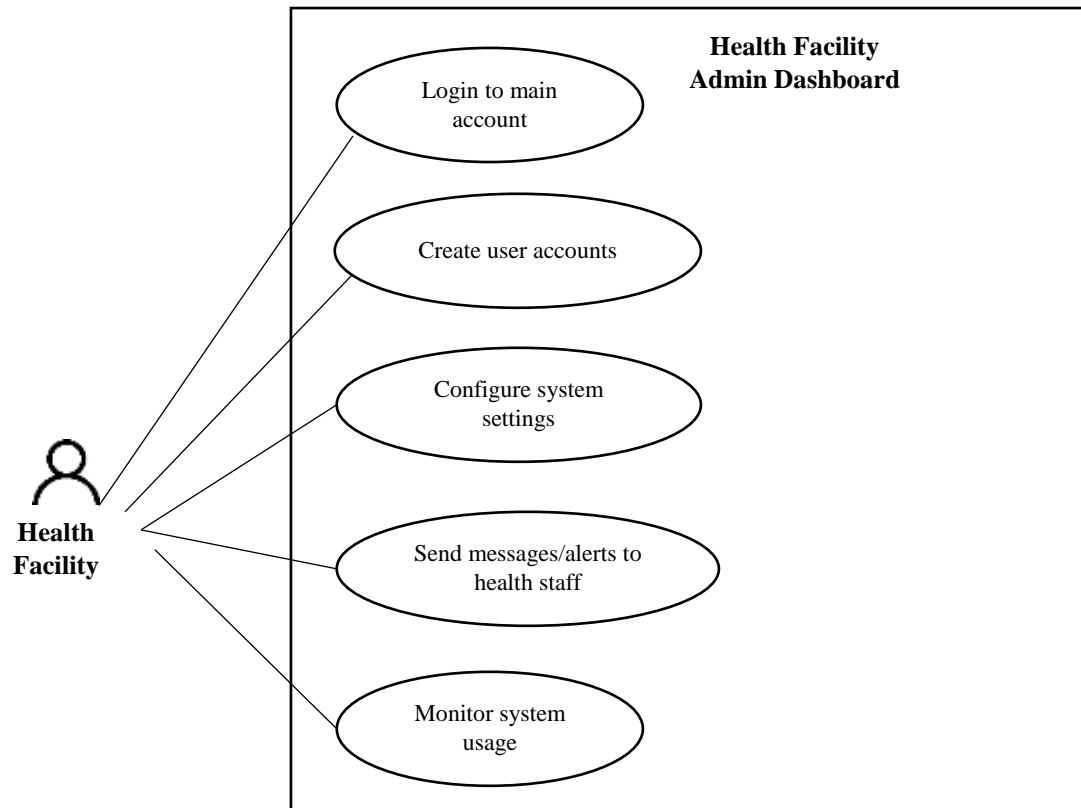 Health Facility
Admin Dashboard
Login to main
account
Create user accounts
Configure system
settings
Health
Facility
Send messages/alerts to
health staff
Monitor system
usage